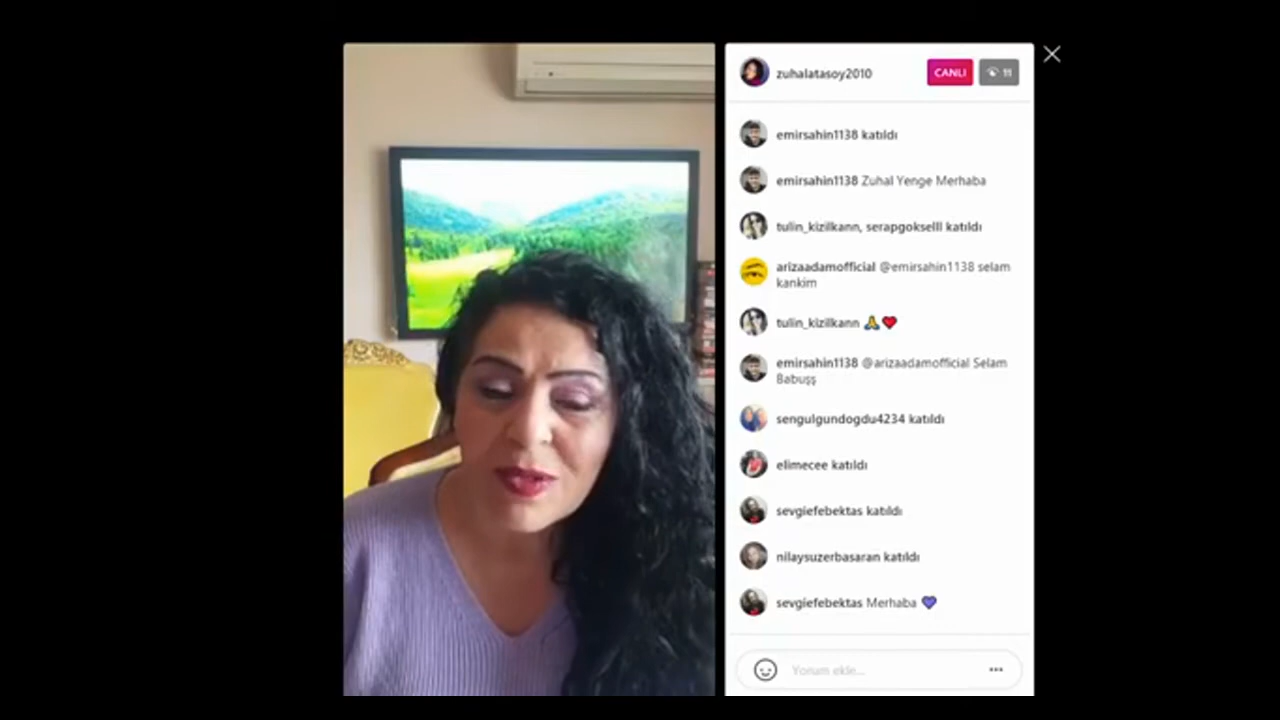 zuhalatasoy2010 CANLI 11
emirsahin1138 katıldı
emirsahin1138 Zuhal Yenge Merhaba
tulin_kizilkann, serapgokselll katıldı
arizaadamofficial @emirsahin1138 selam
kankim
tulin_kizilkann 🙏❤️
emirsahin1138 @arizaadamofficial Selam
Babuşş
sengulgundogdu4234 katıldı
elimecee katıldı
sevgiefebektas katıldı
nilaysuzerbasaran katıldı
sevgiefebektas Merhaba 💜
Yorum ekle...